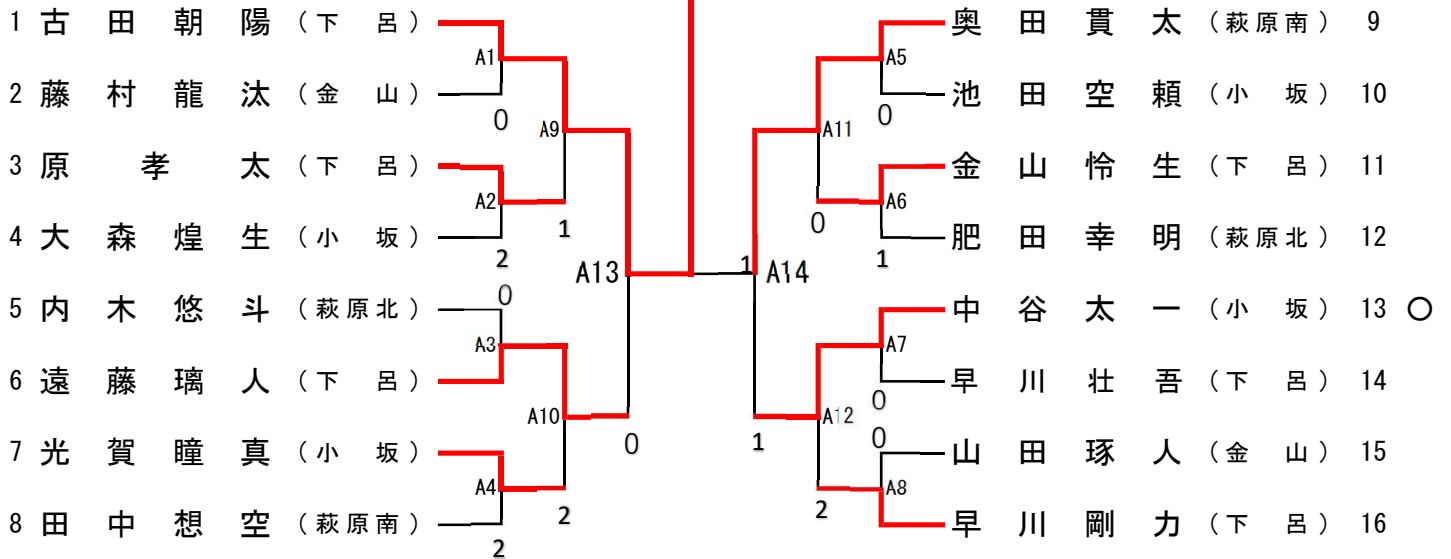 1 古田朝陽（下呂）
A1
2 藤村龍汰（金山）
0
A9
3 原孝太（下呂）
A2
1
4 大森煌生（小坂）
2
A13
0
5 内木悠斗（萩原北）
A3
6 遠藤璃人（下呂）
A10
0
7 光賀瞳真（小坂）
A4
2
8 田中想空（萩原南）
2
奥田貫太（萩原南） 9
A5
池田空頼（小坂） 10
0
A11
金山怜生（下呂） 11
A6
0
肥田幸明（萩原北） 12
1
1 A14
中谷太一（小坂） 13 ○
A7
早川壮吾（下呂） 14
0
A12
1
0
山田琢人（金山） 15
A8
2
早川剛力（下呂） 16